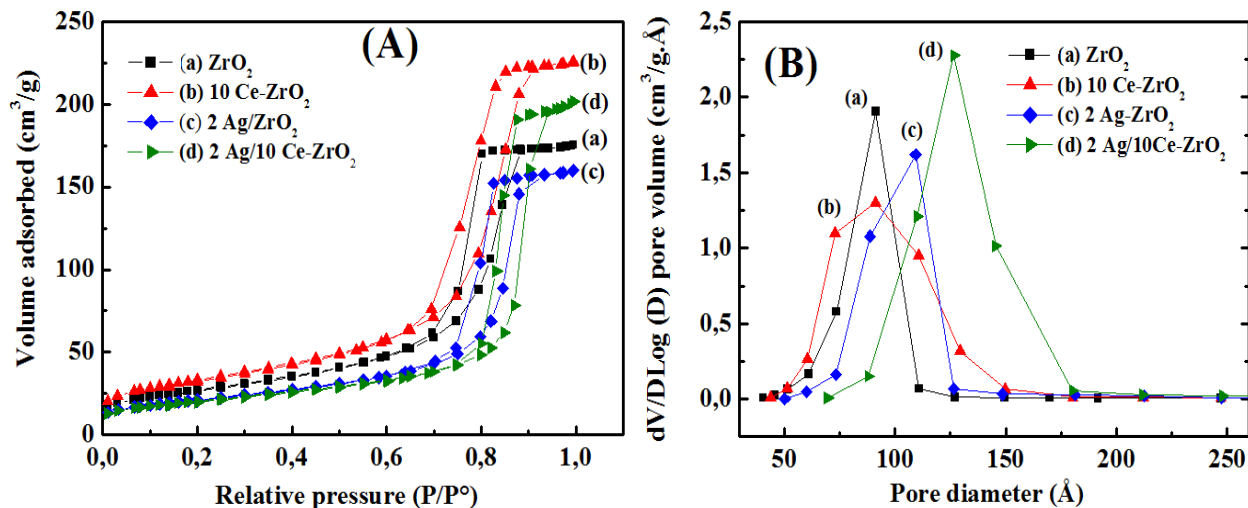 (A)
(a) ZrO₂
(b) 10 Ce-ZrO₂
(c) 2 Ag/ZrO₂
(d) 2 Ag/10 Ce-ZrO₂
(b)
(d)
(a)
(c)
250
200
150
100
50
0
0,0 0,2 0,4 0,6 0,8 1,0
Volume adsorbed (cm³/g)
Relative pressure (P/P°)
(B)
(a) ZrO₂
(b) 10 Ce-ZrO₂
(c) 2 Ag-ZrO₂
(d) 2 Ag/10Ce-ZrO₂
(d)
(a)
(c)
(b)
2,5
2,0
1,5
1,0
0,5
0,0
50 100 150 200 250
dV/DLog (D) pore volume (cm³/g.Å)
Pore diameter (Å)